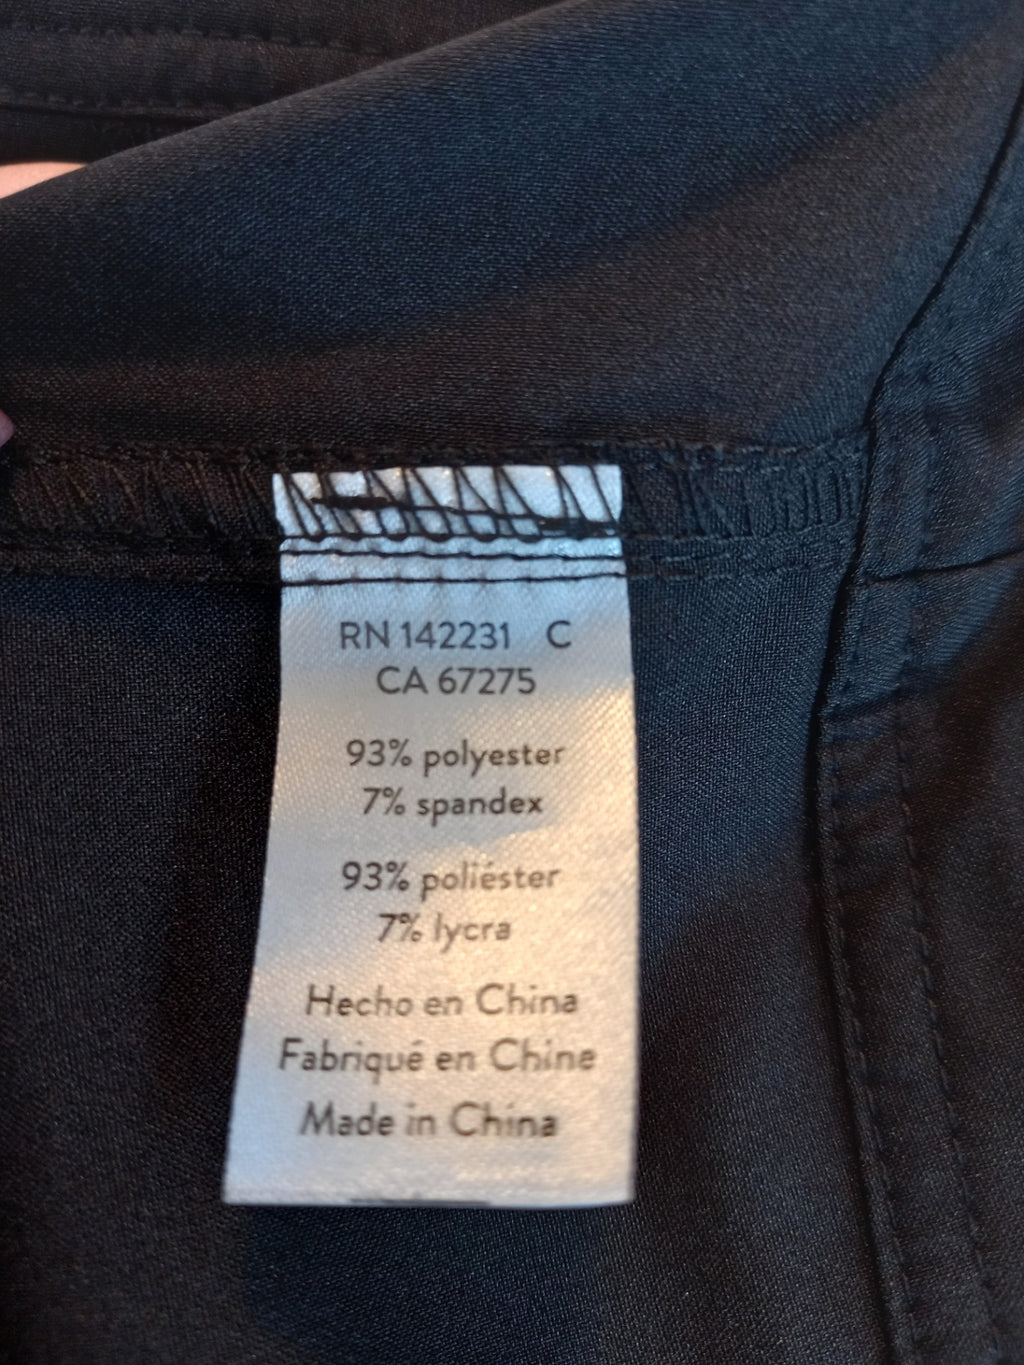 RN 142231 C
CA 67275
93% polyester
7% spandex
93% poliéster
7% lycra
Hecho en China
Fabriqué en Chine
Made in China